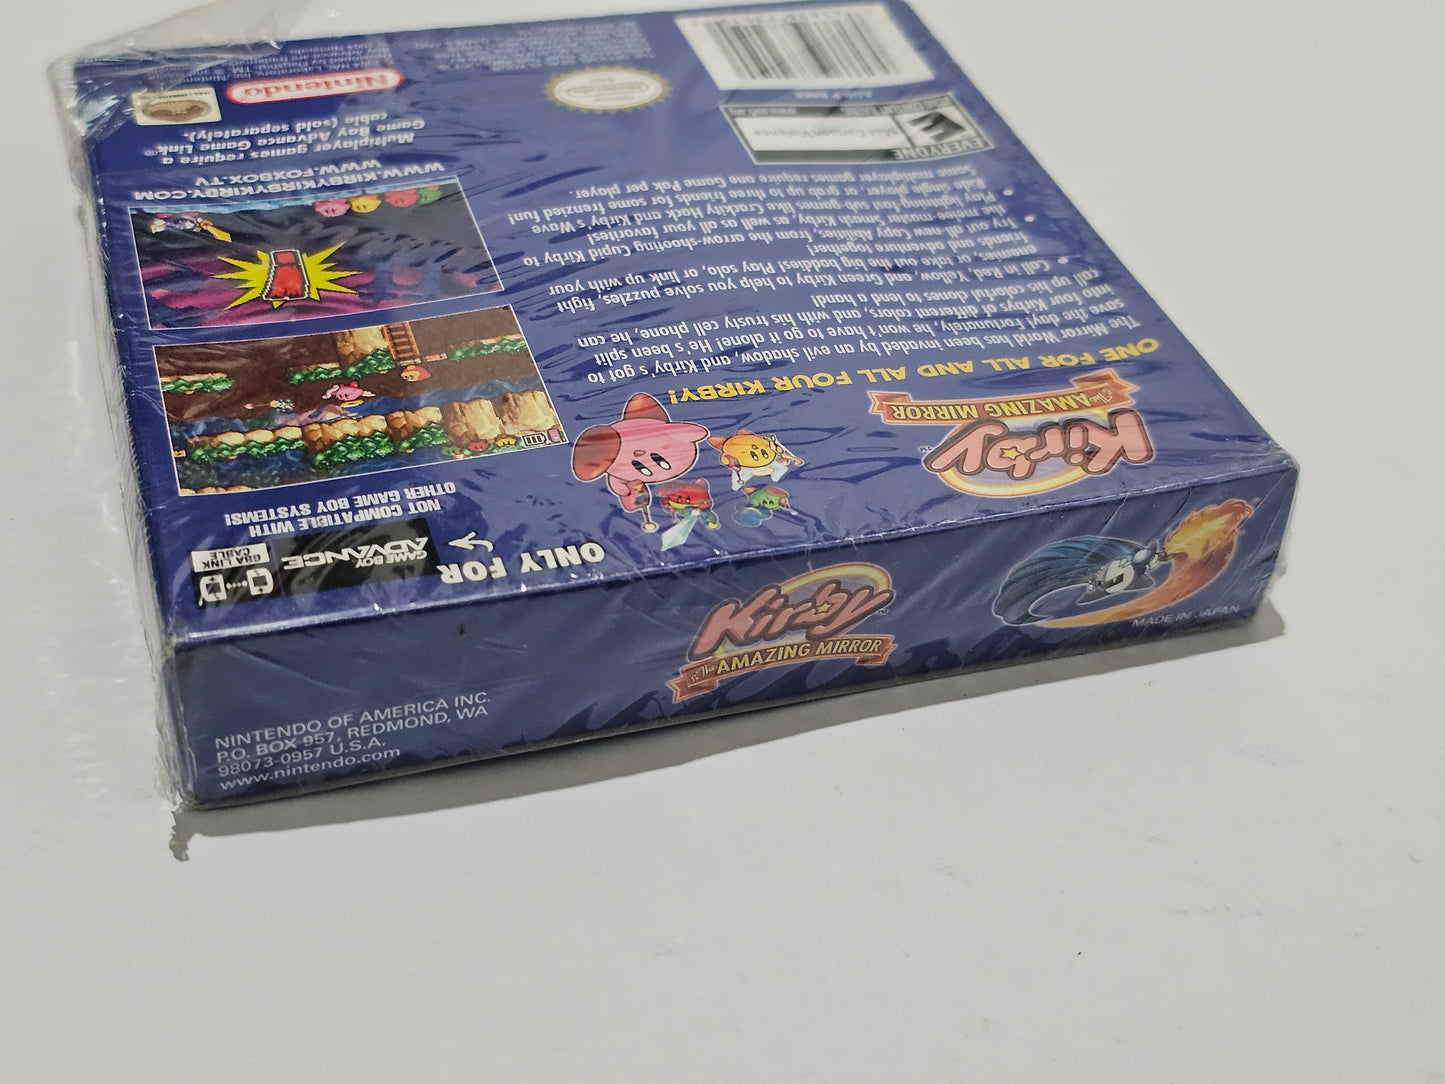 Kirby
& The AMAZING MIRROR
ONE FOR ALL AND ALL FOUR KIRBY!
The Mirror World has been invaded by an evil shadow, and Kirby's got to
save the day! Fortunately, he won't have to go it alone! He's been split
into four Kirbys of different colors, and with his trusty cell phone, he can
call up his colorful clones to lend a hand!
• Call in Red, Yellow, and Green Kirby to help you solve puzzles, fight
enemies, or take out the big baddies! Play solo, or link up with your
friends and adventure together!
• Try out all-new Copy Abilities, from the arrow-shooting Cupid Kirby to
the meteor Smash Kirby, as well as all your favorites!
• Play lightning-fast sub-games like Crackity Hack and Kirby's Wave
Ride single player, or grab up to three friends for some frenzied fun!
Some multiplayer games require one Game Pak per player.
EVERYONE
E
Mild Cartoon Violence
ONLY FOR
GAME BOY ADVANCE
GBA LINK
CABLE
NOT COMPATIBLE WITH
OTHER GAME BOY SYSTEMS!
WWW.KIRBYKIRBYKIRBY.COM
WWW.FOXBOX.TV
Multiplayer games require a
Game Boy Advance Game Link®
cable (sold separately).
Nintendo
Kirby™
& The AMAZING MIRROR
MADE IN JAPAN
NINTENDO OF AMERICA INC.
P.O. BOX 957, REDMOND, WA
98073-0957 U.S.A.
www.nintendo.com